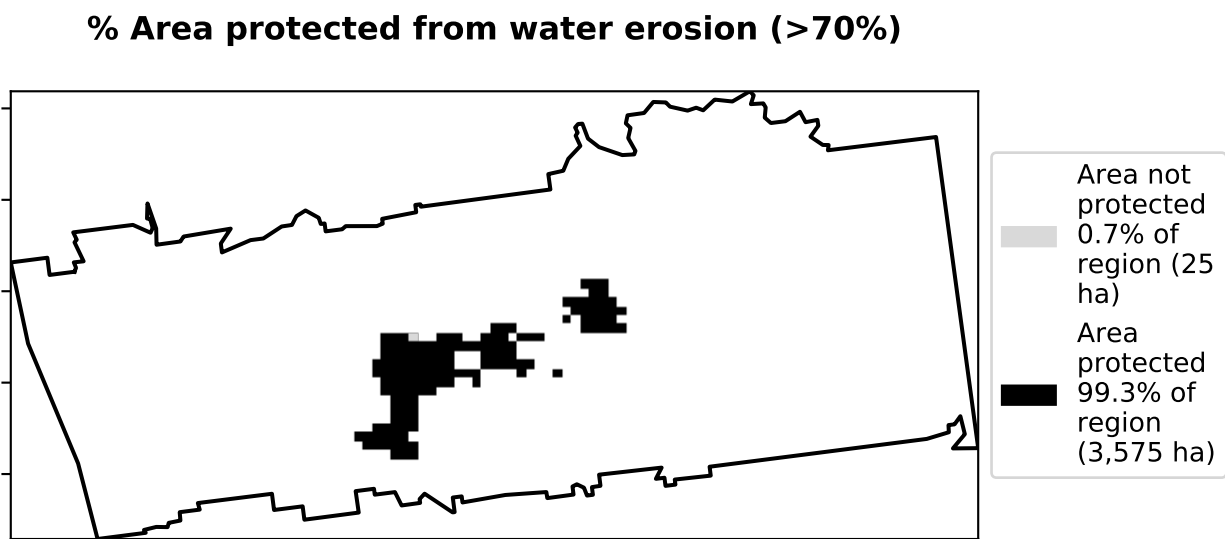 % Area protected from water erosion (>70%)
Area not
protected
0.7% of
region (25
ha)
Area
protected
99.3% of
region
(3,575 ha)